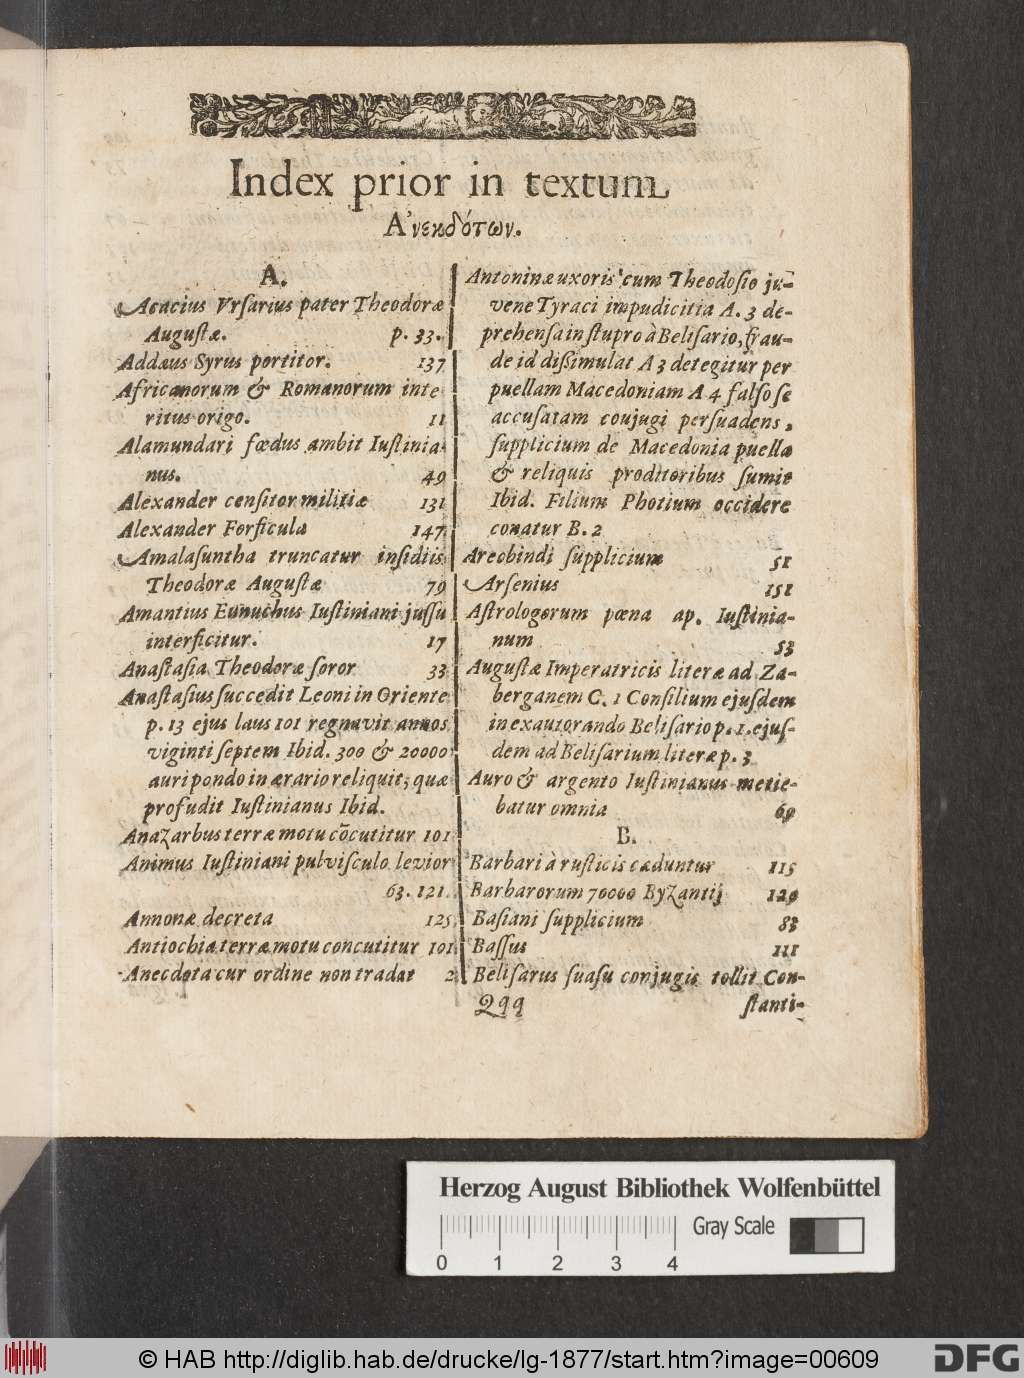 Index prior in textum
Ἀνεκδότων.
A.
Acacius Vrſarius pater Theodoræ
Auguſtæ. p. 33.
Addæus Syrus portitor. 137
Africanorum & Romanorum inte
ritus origo. 11
Alamundari fœdus ambit Iuſtinia-
nus. 49
Alexander cenſitor militiæ 131
Alexander Forficula 147
Amalaſuntha truncatur inſidiis
Theodoræ Auguſtæ 79
Amantius Eunuchus Iuſtiniani juſſu
interficitur. 17
Anaſtaſia Theodoræ ſoror 33
Anaſtaſius ſuccedit Leoni in Oriente
p. 13 ejus laus 101 regnavit annos
viginti ſeptem Ibid. 300 & 20000
auri pondo in ærario reliquit, quæ
profudit Iuſtinianus Ibid.
Anazarbus terræ motu cõcutitur 101
Animus Iuſtiniani pulviſculo levior
63. 121.
Annonæ decreta 125
Antiochia terræ motu concutitur 101
Anecdota cur ordine non tradat 2
Antoninæ uxoris cum Theodoſio ju-
vene Tyraci impudicitia A. 3 de-
prehenſa in ſtupro à Beliſario, frau-
de id diſſimulat A 3 detegitur per
puellam Macedoniam A 4 falſo ſe
accuſatam conjugi perſuadens,
ſupplicium de Macedonia puella
& reliquis proditoribus ſumit
Ibid. Filium Photium occidere
conatur B. 2
Areobindi ſupplicium 51
Arſenius 151
Aſtrologorum pœna ap. Iuſtinia-
num 53
Auguſtæ Imperatricis literæ ad Za-
berganem C. 1 Conſilium ejuſdem
in exautorando Beliſario p. 1. ejuſ-
dem ad Beliſarium literæ p. 3
Auro & argento Iuſtinianus metie-
batur omnia 69
B.
Barbari à ruſticis cæduntur 115
Barbarorum 70000 Byzantij 129
Baſiani ſupplicium 83
Baſſus 111
Beliſarus ſuaſu conjugis tollit Con-
Qqq ſtanti-
Herzog August Bibliothek Wolfenbüttel
Gray Scale
0 1 2 3 4
© HAB http://diglib.hab.de/drucke/lg-1877/start.htm?image=00609
DFG